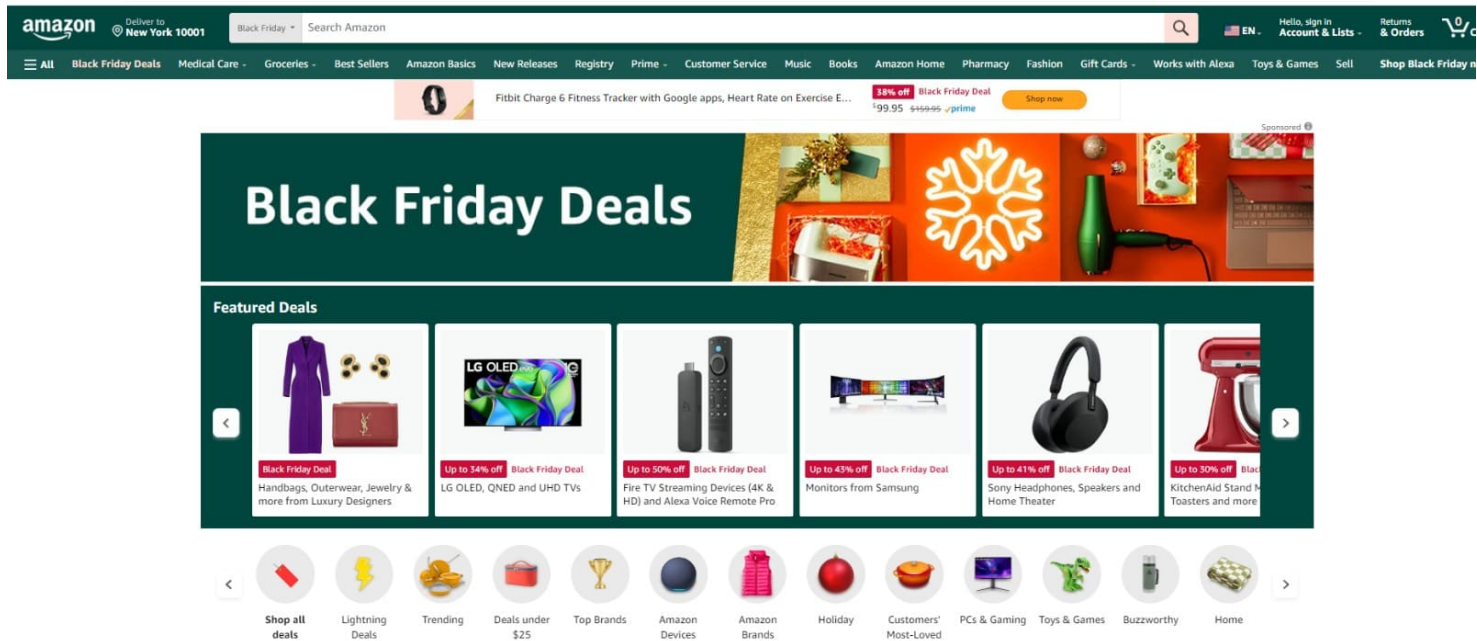 amazon
Deliver to
New York 10001
Black Friday
Search Amazon
EN
Hello, sign in
Account & Lists
Returns
& Orders
0
All
Black Friday Deals
Medical Care
Groceries
Best Sellers
Amazon Basics
New Releases
Registry
Prime
Customer Service
Music
Books
Amazon Home
Pharmacy
Fashion
Gift Cards
Works with Alexa
Toys & Games
Sell
Shop Black Friday
Fitbit Charge 6 Fitness Tracker with Google apps, Heart Rate on Exercise E...
38% off Black Friday Deal
$99.95 $159.95 prime
Shop now
Sponsored
Black Friday Deals
Featured Deals
LG OLED evo
Black Friday Deal
Handbags, Outerwear, Jewelry &
more from Luxury Designers
Up to 34% off Black Friday Deal
LG OLED, QNED and UHD TVs
Up to 50% off Black Friday Deal
Fire TV Streaming Devices (4K &
HD) and Alexa Voice Remote Pro
Up to 43% off Black Friday Deal
Monitors from Samsung
Up to 41% off Black Friday Deal
Sony Headphones, Speakers and
Home Theater
Up to 30% off
KitchenAid Stand
Toasters and more
Shop all
deals
Lightning
Deals
Trending
Deals under
$25
Top Brands
Amazon
Devices
Amazon
Brands
Holiday
Customers'
Most-Loved
PCs & Gaming
Toys & Games
Buzzworthy
Home